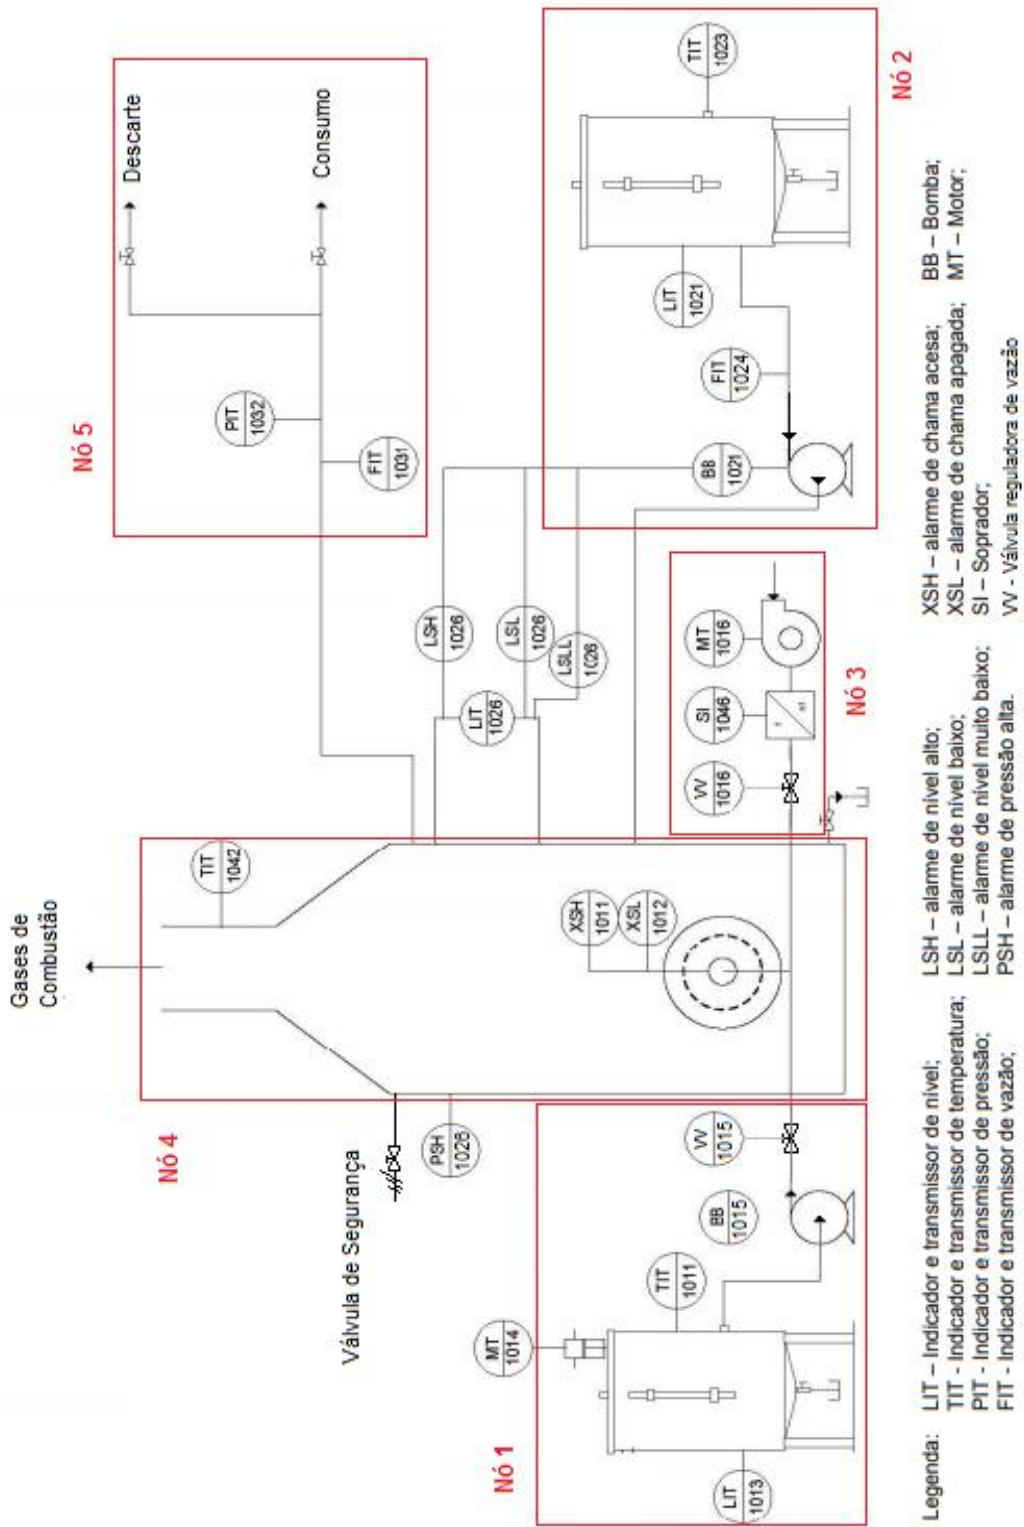 Gases de
Combustão
Nó 5
Descarte
Consumo
PIT
1032
FIT
1031
Nó 4
TIT
1042
Válvula de Segurança
PSH
1026
LSH
1026
LIT
1026
LSL
1026
LSLL
1026
XSH
1011
XSL
1012
Nó 1
MT
1014
LIT
1013
TIT
1011
BB
1015
VV
1015
Nó 3
VV
1016
SI
1046
MT
1016
Nó 2
BB
1021
FIT
1024
LIT
1021
TIT
1023
Legenda:
LIT – Indicador e transmissor de nível;
TIT - Indicador e transmissor de temperatura;
PIT - Indicador e transmissor de pressão;
FIT - Indicador e transmissor de vazão;
LSH – alarme de nível alto;
LSL – alarme de nível baixo;
LSLL – alarme de nível muito baixo;
PSH – alarme de pressão alta.
XSH – alarme de chama acesa;
XSL – alarme de chama apagada;
SI – Soprador;
VV - Válvula reguladora de vazão
BB – Bomba;
MT – Motor;